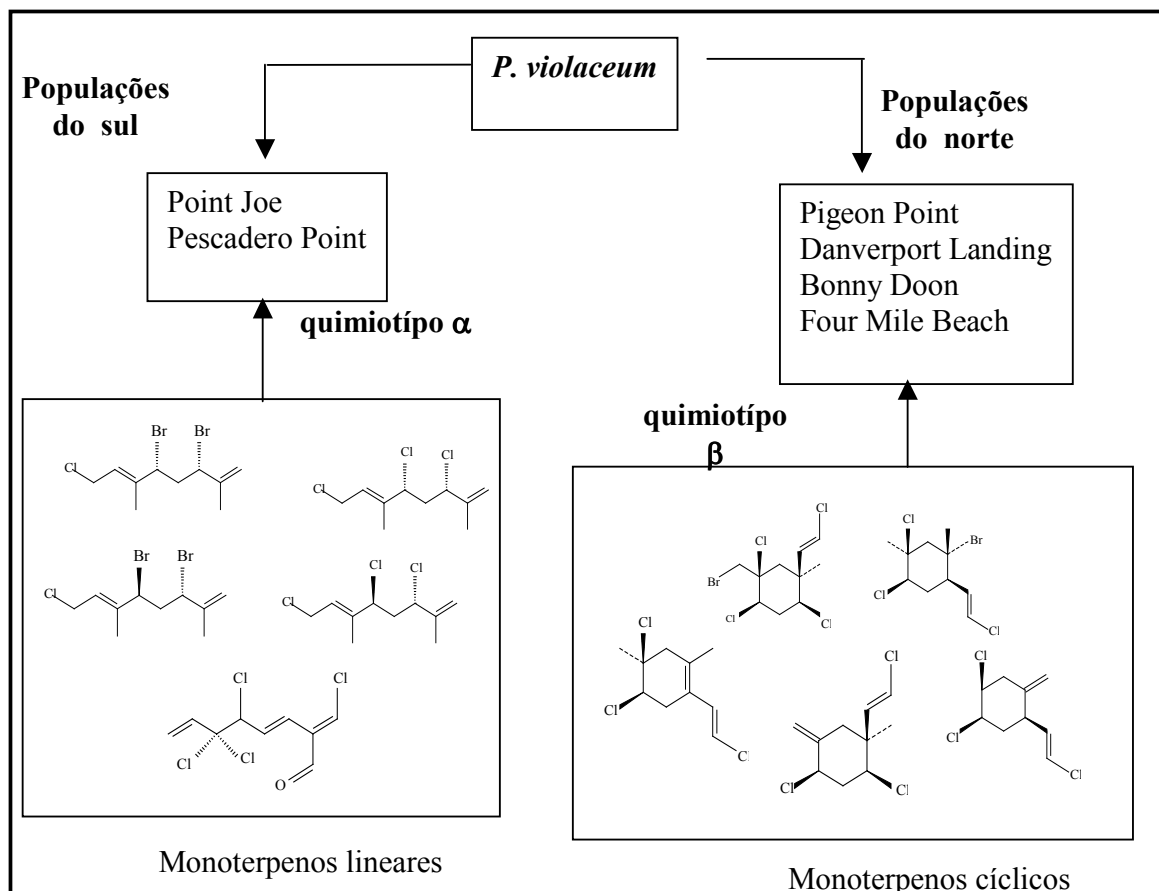 P. violaceum
Populações
do sul
Populações
do norte
Point Joe
Pescadero Point
Pigeon Point
Danverport Landing
Bonny Doon
Four Mile Beach
quimiotípo α
quimiotípo
β
Br Br
Cl
Cl Cl
Cl
Br Br
Cl
Cl Cl
Cl
Cl Cl
Cl Cl
O
Cl
Cl
Br
Cl Cl
Cl
Br
Cl
Cl
Cl
Cl
Cl
Cl
Cl Cl
Cl
Cl
Cl
Monoterpenos lineares
Monoterpenos cíclicos